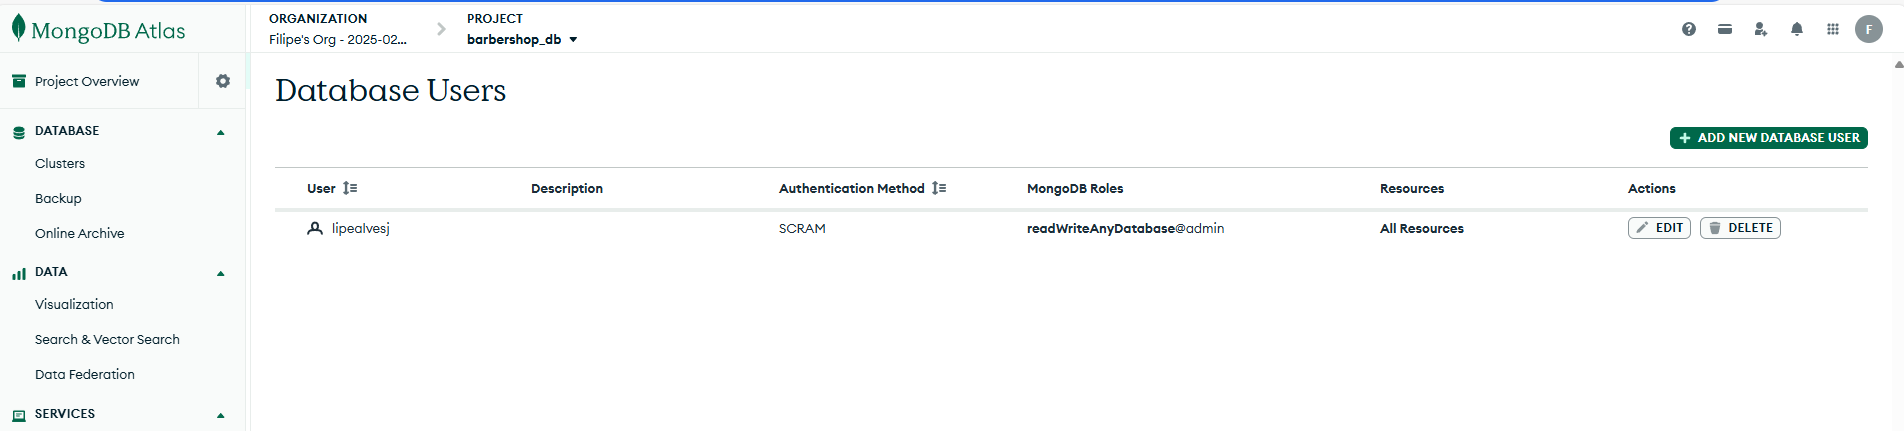 MongoDB Atlas
ORGANIZATION
Filipe's Org - 2025-02...
PROJECT
barbershop_db
F
Project Overview
DATABASE
Clusters
Backup
Online Archive
DATA
Visualization
Search & Vector Search
Data Federation
SERVICES
Database Users
+ ADD NEW DATABASE USER
User Description Authentication Method MongoDB Roles Resources Actions
lipealvesj SCRAM readWriteAnyDatabase@admin All Resources EDIT DELETE